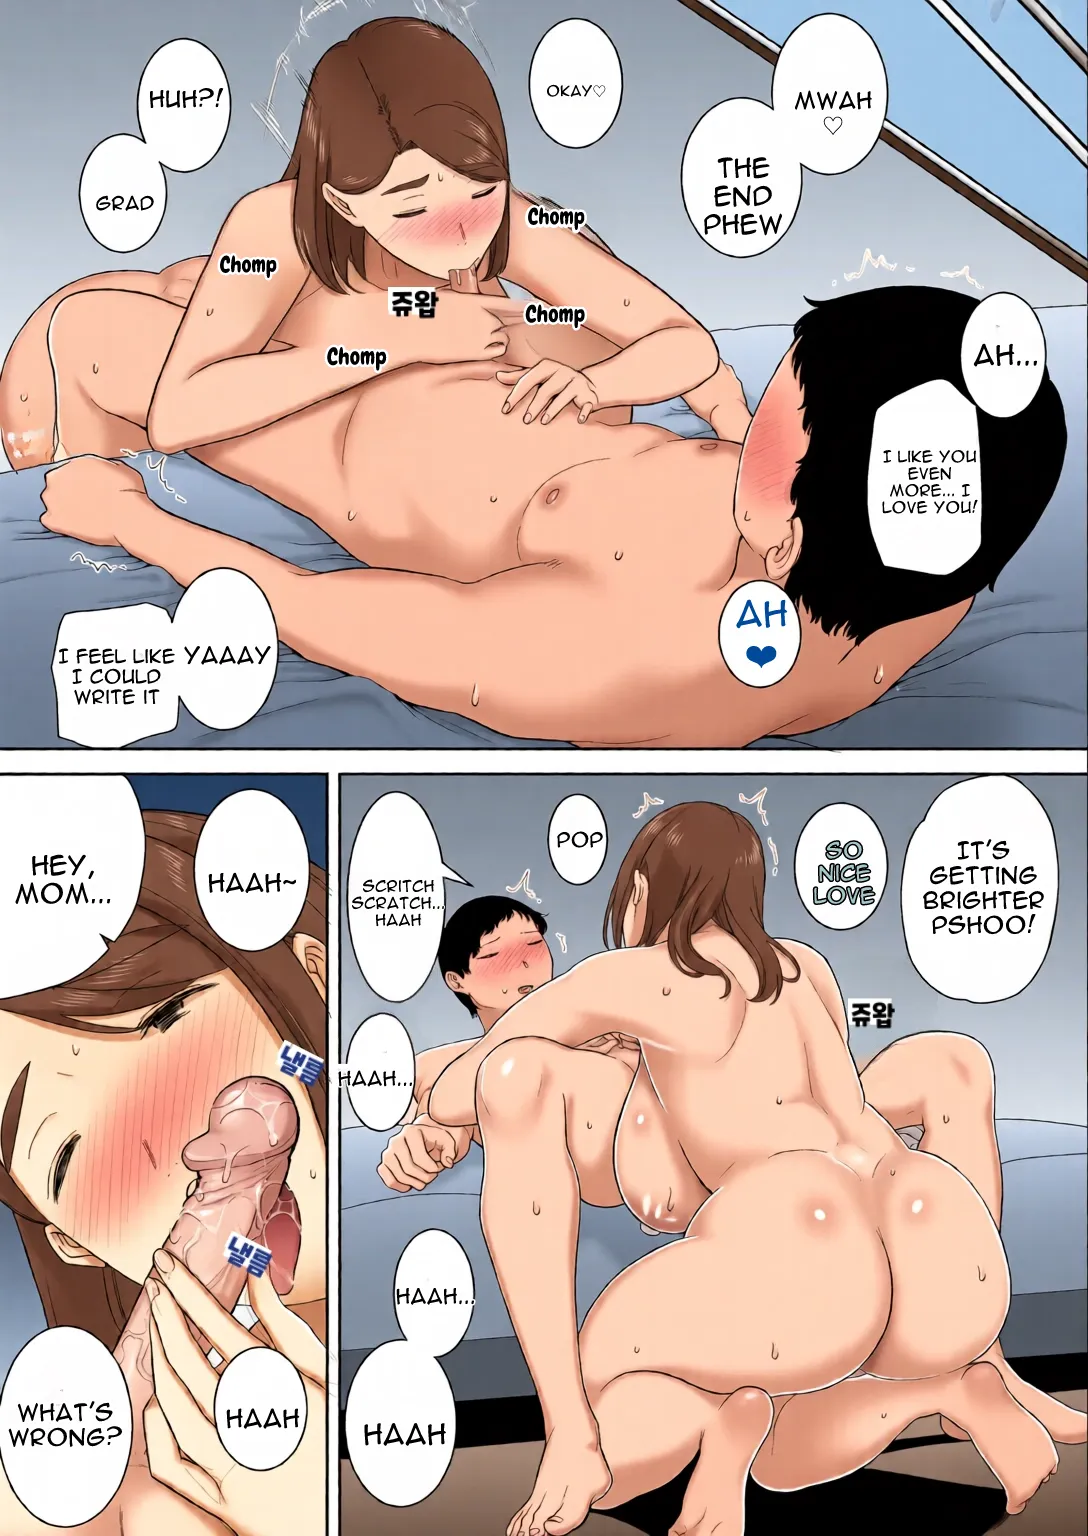 HUH?!
GRAD
OKAY♡
MWAH
♡
THE
END
PHEW
Chomp
Chomp
쥬왑
Chomp
Chomp
AH...
I LIKE YOU
EVEN
MORE... I
LOVE YOU!
AH
❤
YAAAY
I FEEL LIKE
I COULD
WRITE IT
HEY,
MOM...
HAAH~
낼름
낼름
WHAT'S
WRONG?
HAAH
SCRITCH
SCRATCH...
HAAH
POP
SO
NICE
LOVE
IT'S
GETTING
BRIGHTER
PSHOO!
쥬왑
HAAH...
HAAH...
HAAH